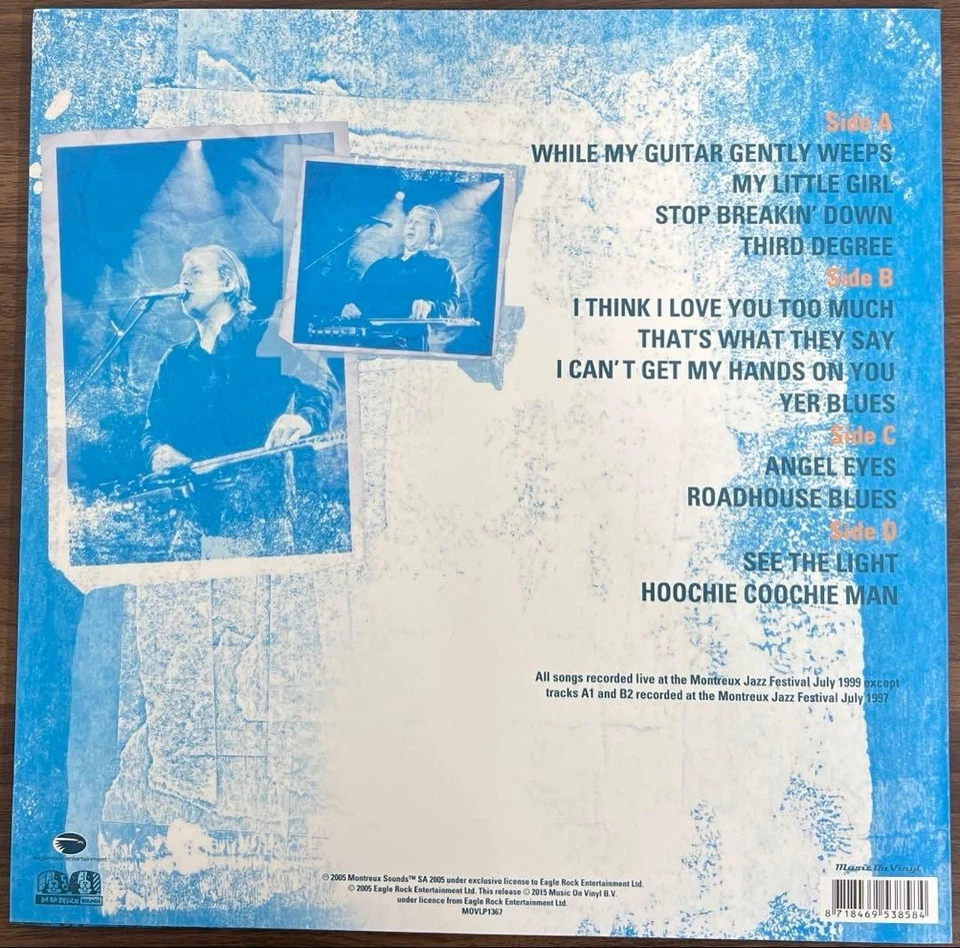 Side A
WHILE MY GUITAR GENTLY WEEPS
MY LITTLE GIRL
STOP BREAKIN' DOWN
THIRD DEGREE
Side B
I THINK I LOVE YOU TOO MUCH
THAT'S WHAT THEY SAY
I CAN'T GET MY HANDS ON YOU
YER BLUES
Side C
ANGEL EYES
ROADHOUSE BLUES
Side D
SEE THE LIGHT
HOOCHIE COOCHIE MAN
All songs recorded live at the Montreux Jazz Festival July 1999 except
tracks A1 and B2 recorded at the Montreux Jazz Festival July 1997
eagle rock entertainment
MONTREUX sounds
℗ 2005 Montreux Sounds™ SA 2005 under exclusive license to Eagle Rock Entertainment Ltd.
© 2005 Eagle Rock Entertainment Ltd. This release © 2015 Music On Vinyl B.V.
under licence from Eagle Rock Entertainment Ltd.
MOVLP1367
Music On Vinyl
8 718469 538584